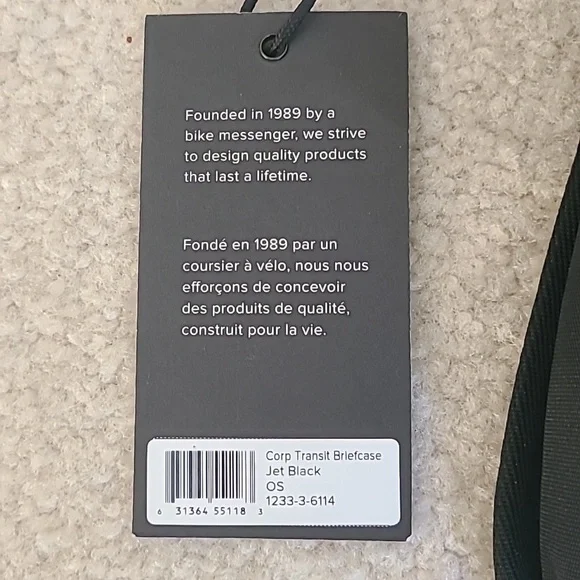 Founded in 1989 by a
bike messenger, we strive
to design quality products
that last a lifetime.
Fondé en 1989 par un
coursier à vélo, nous nous
efforçons de concevoir
des produits de qualité,
construit pour la vie.
Corp Transit Briefcase
Jet Black
OS
1233-3-6114
6 31364 55118 3